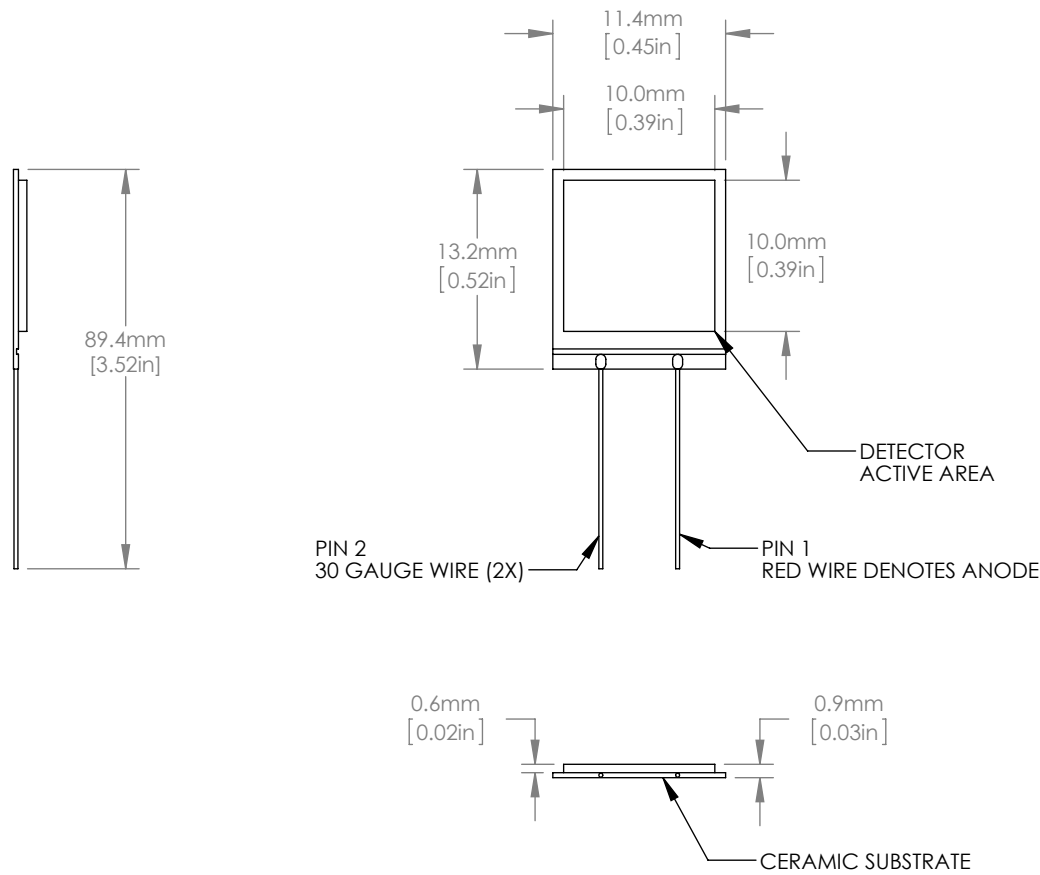 11.4mm
[0.45in]
10.0mm
[0.39in]
13.2mm
[0.52in]
10.0mm
[0.39in]
89.4mm
[3.52in]
DETECTOR
ACTIVE AREA
PIN 2
30 GAUGE WIRE (2X)
PIN 1
RED WIRE DENOTES ANODE
0.6mm
[0.02in]
0.9mm
[0.03in]
CERAMIC SUBSTRATE